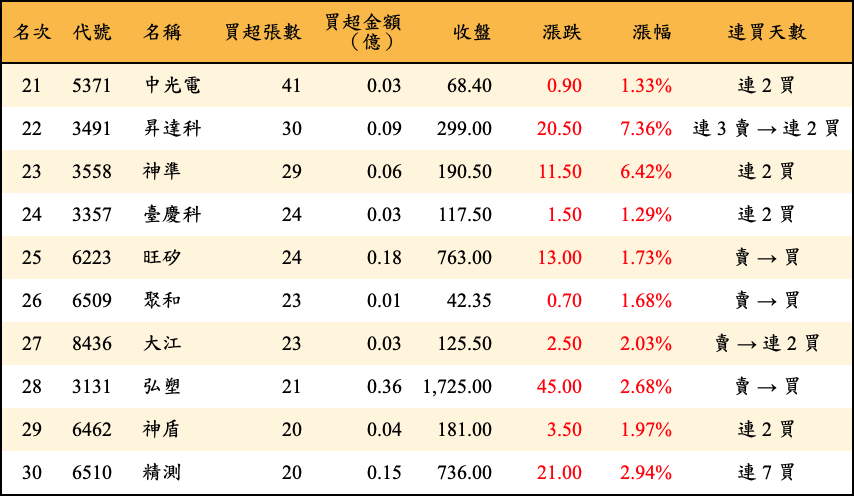 名次 代號 名稱 買超張數 買超金額（億） 收盤 漲跌 漲幅 連買天數
21 5371 中光電 41 0.03 68.40 0.90 1.33% 連 2 買
22 3491 昇達科 30 0.09 299.00 20.50 7.36% 連 3 賣 → 連 2 買
23 3558 神準 29 0.06 190.50 11.50 6.42% 連 2 買
24 3357 臺慶科 24 0.03 117.50 1.50 1.29% 連 2 買
25 6223 旺矽 24 0.18 763.00 13.00 1.73% 賣 → 買
26 6509 聚和 23 0.01 42.35 0.70 1.68% 賣 → 買
27 8436 大江 23 0.03 125.50 2.50 2.03% 賣 → 連 2 買
28 3131 弘塑 21 0.36 1,725.00 45.00 2.68% 賣 → 買
29 6462 神盾 20 0.04 181.00 3.50 1.97% 連 2 買
30 6510 精測 20 0.15 736.00 21.00 2.94% 連 7 買